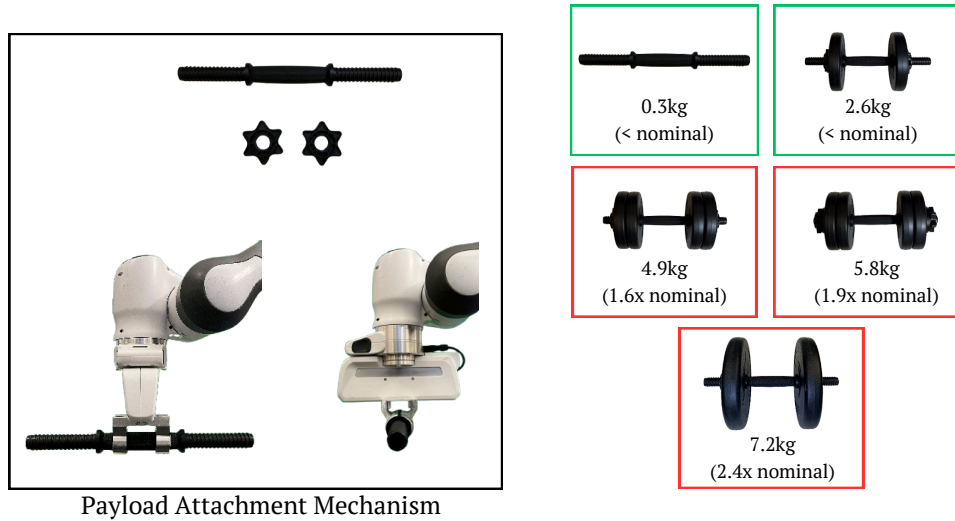 0.3kg
(< nominal)
2.6kg
(< nominal)
4.9kg
(1.6x nominal)
5.8kg
(1.9x nominal)
7.2kg
(2.4x nominal)
Payload Attachment Mechanism